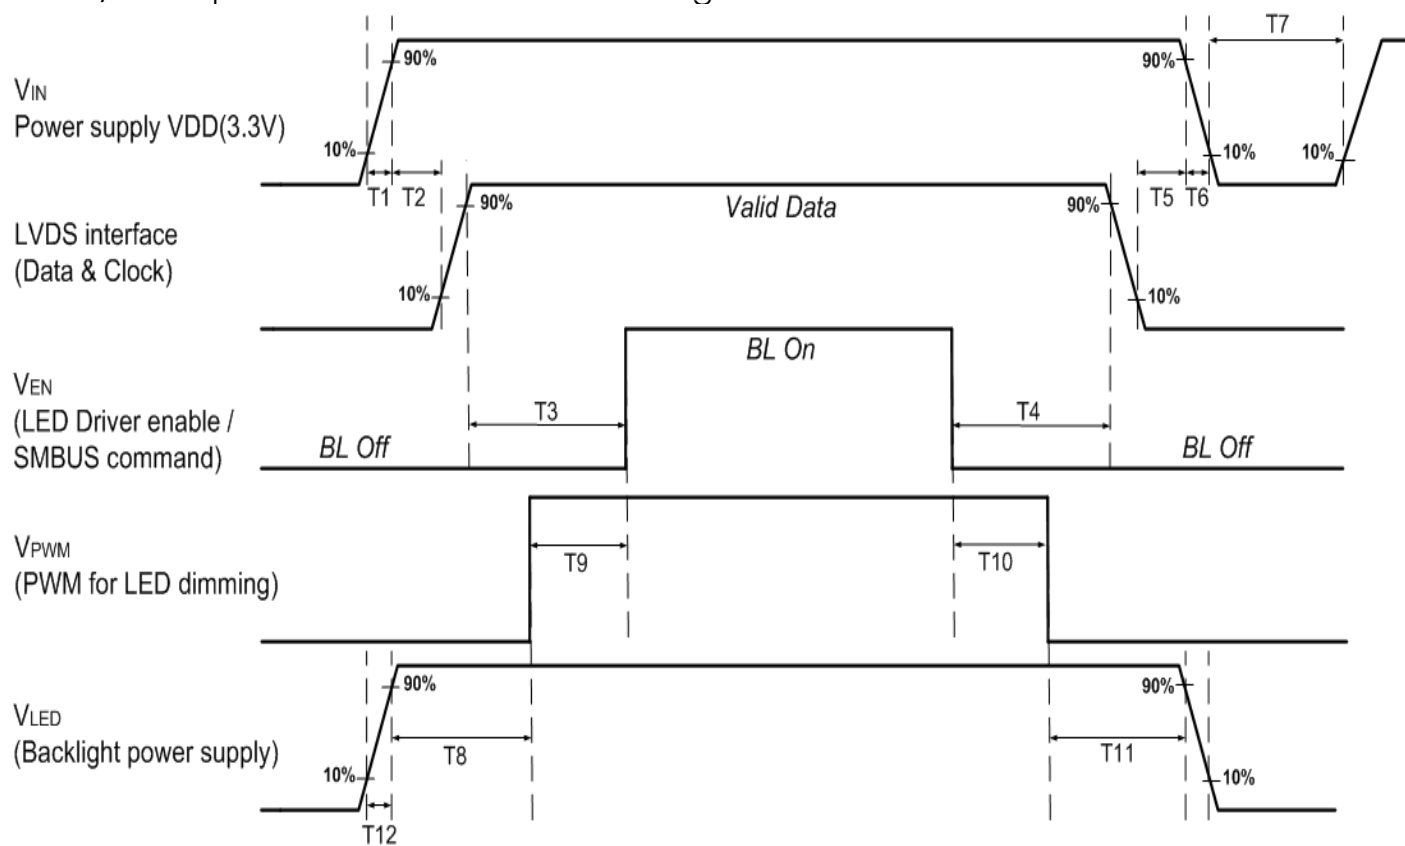 T7
90%
90%
VIN
Power supply VDD(3.3V)
10%
10%
10%
T1 T2
T5 T6
90%
Valid Data
90%
LVDS interface
(Data & Clock)
10%
10%
BL On
VEN
(LED Driver enable /
SMBUS command)
T3
T4
BL Off
BL Off
VPWM
(PWM for LED dimming)
T9
T10
90%
90%
VLED
(Backlight power supply)
T8
T11
10%
10%
T12